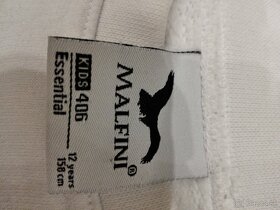 MALFINI®
KIDS 406
Essential
12 years
158 cm